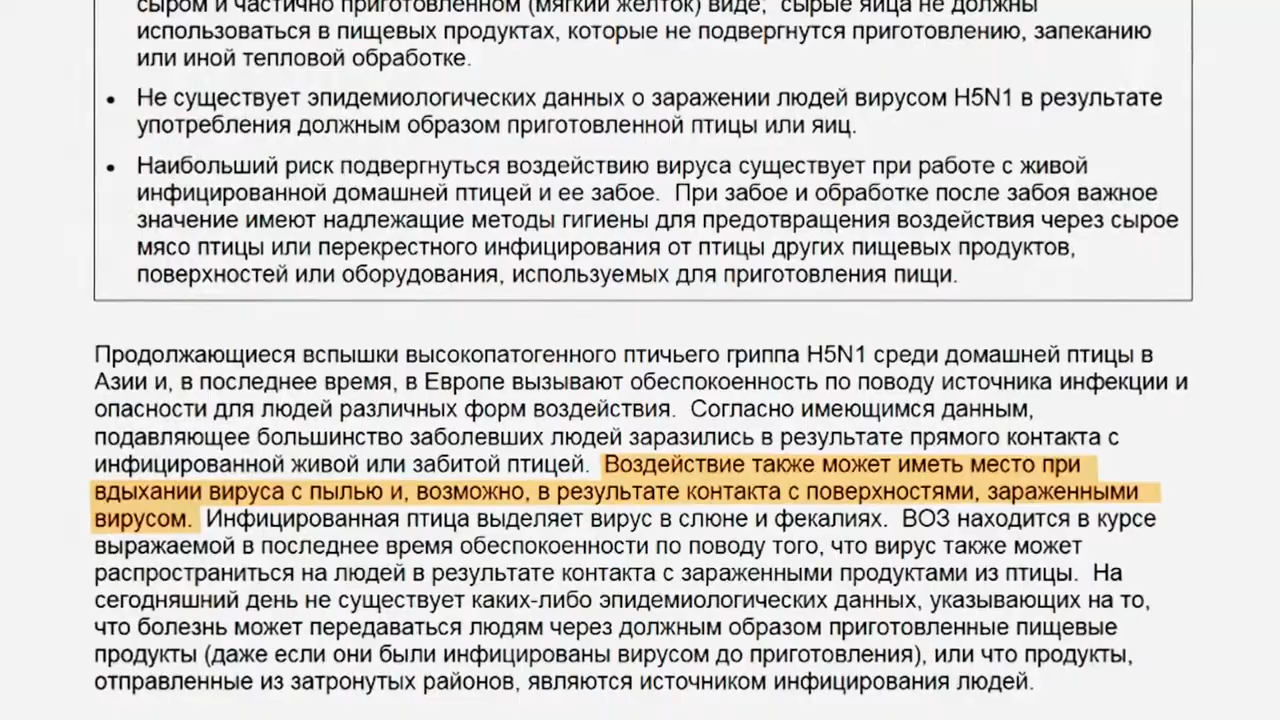 сыром и частично приготовленном (мягкий желток) виде;  сырые яйца не должны
использоваться в пищевых продуктах, которые не подвергнутся приготовлению, запеканию
или иной тепловой обработке.
• Не существует эпидемиологических данных о заражении людей вирусом H5N1 в результате
употребления должным образом приготовленной птицы или яиц.
• Наибольший риск подвергнуться воздействию вируса существует при работе с живой
инфицированной домашней птицей и ее забое.  При забое и обработке после забоя важное
значение имеют надлежащие методы гигиены для предотвращения воздействия через сырое
мясо птицы или перекрестного инфицирования от птицы других пищевых продуктов,
поверхностей или оборудования, используемых для приготовления пищи.
Продолжающиеся вспышки высокопатогенного птичьего гриппа H5N1 среди домашней птицы в
Азии и, в последнее время, в Европе вызывают обеспокоенность по поводу источника инфекции и
опасности для людей различных форм воздействия.  Согласно имеющимся данным,
подавляющее большинство заболевших людей заразились в результате прямого контакта с
инфицированной живой или забитой птицей.  Воздействие также может иметь место при
вдыхании вируса с пылью и, возможно, в результате контакта с поверхностями, зараженными
вирусом.  Инфицированная птица выделяет вирус в слюне и фекалиях.  ВОЗ находится в курсе
выражаемой в последнее время обеспокоенности по поводу того, что вирус также может
распространиться на людей в результате контакта с зараженными продуктами из птицы.  На
сегодняшний день не существует каких-либо эпидемиологических данных, указывающих на то,
что болезнь может передаваться людям через должным образом приготовленные пищевые
продукты (даже если они были инфицированы вирусом до приготовления), или что продукты,
отправленные из затронутых районов, являются источником инфицирования людей.